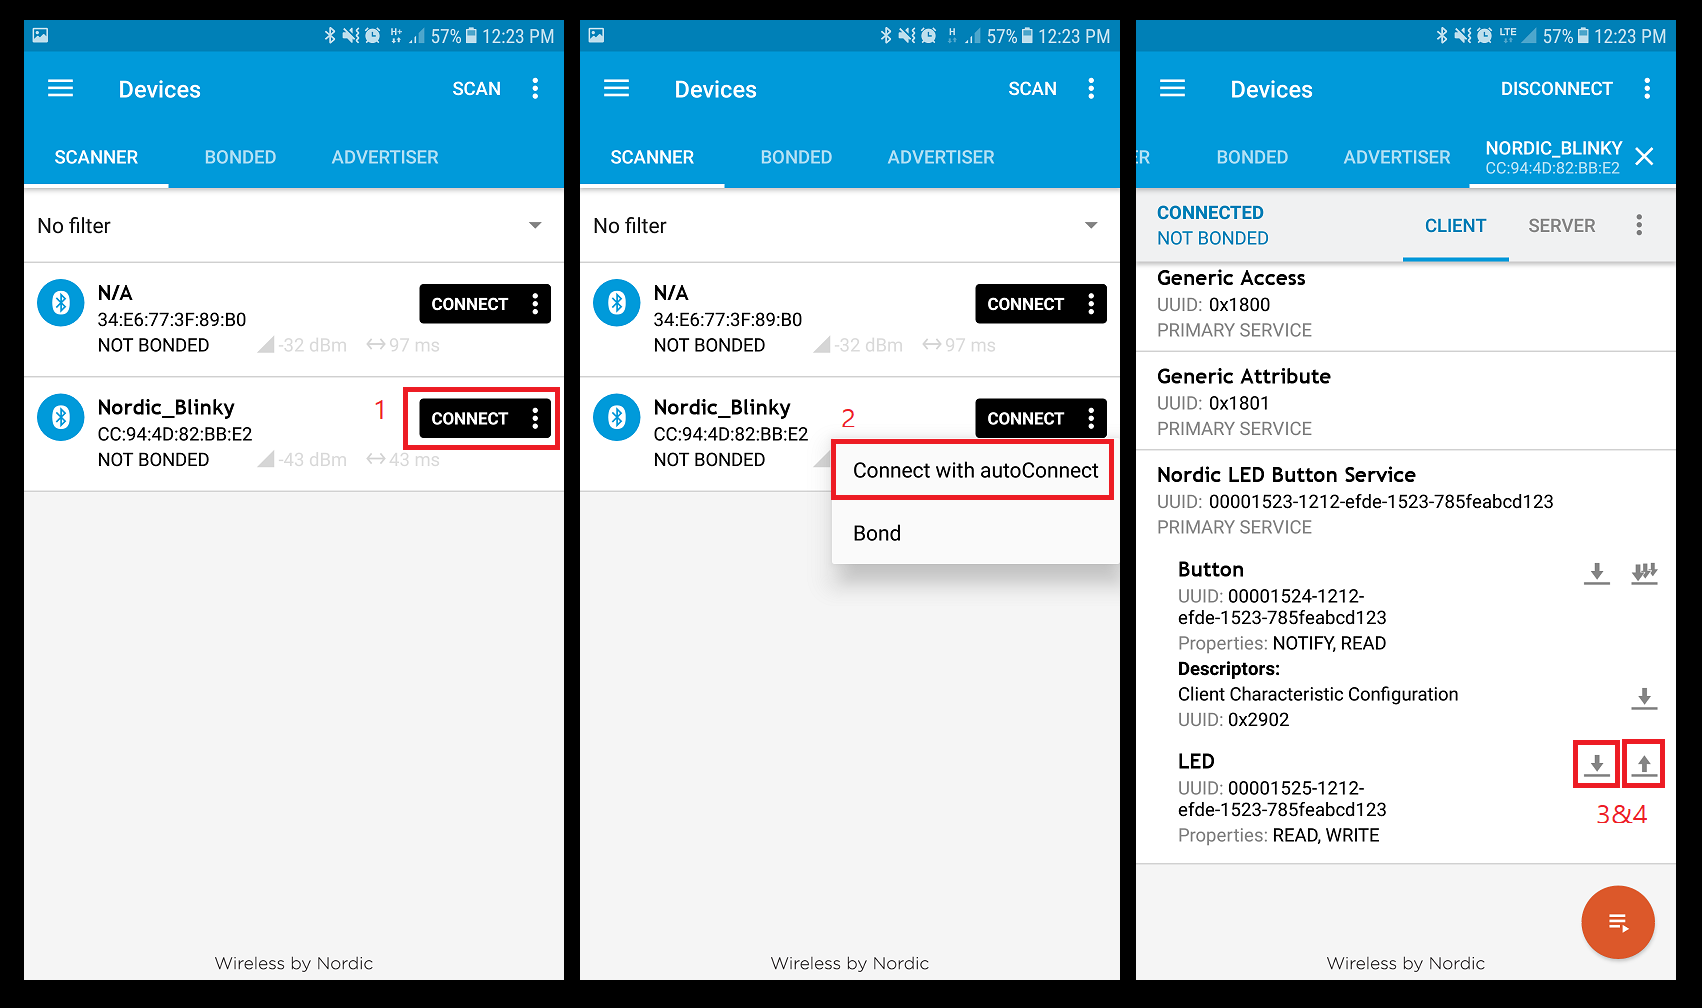 57% 12:23 PM
Devices
SCAN
SCANNER
BONDED
ADVERTISER
No filter
N/A
34:E6:77:3F:89:B0
NOT BONDED
-32 dBm
97 ms
CONNECT
Nordic_Blinky
CC:94:4D:82:BB:E2
NOT BONDED
-43 dBm
43 ms
1
CONNECT
Wireless by Nordic
H 57% 12:23 PM
Devices
SCAN
SCANNER
BONDED
ADVERTISER
No filter
N/A
34:E6:77:3F:89:B0
NOT BONDED
-32 dBm
97 ms
CONNECT
Nordic_Blinky
CC:94:4D:82:BB:E2
NOT BONDED
2
CONNECT
Connect with autoConnect
Bond
Wireless by Nordic
LTE 57% 12:23 PM
Devices
DISCONNECT
ER
BONDED
ADVERTISER
NORDIC_BLINKY
CC:94:4D:82:BB:E2
CONNECTED
NOT BONDED
CLIENT
SERVER
Generic Access
UUID: 0x1800
PRIMARY SERVICE
Generic Attribute
UUID: 0x1801
PRIMARY SERVICE
Nordic LED Button Service
UUID: 00001523-1212-efde-1523-785feabcd123
PRIMARY SERVICE
Button
UUID: 00001524-1212-
efde-1523-785feabcd123
Properties: NOTIFY, READ
Descriptors:
Client Characteristic Configuration
UUID: 0x2902
LED
UUID: 00001525-1212-
efde-1523-785feabcd123
Properties: READ, WRITE
3&4
Wireless by Nordic